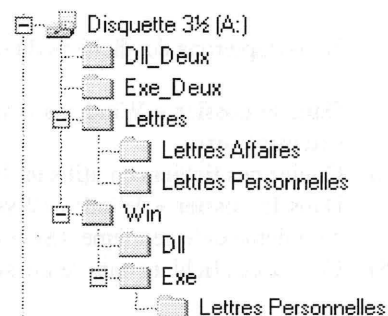 Disquette 3½ (A:)
Dll_Deux
Exe_Deux
Lettres
Lettres Affaires
Lettres Personnelles
Win
Dll
Exe
Lettres Personnelles